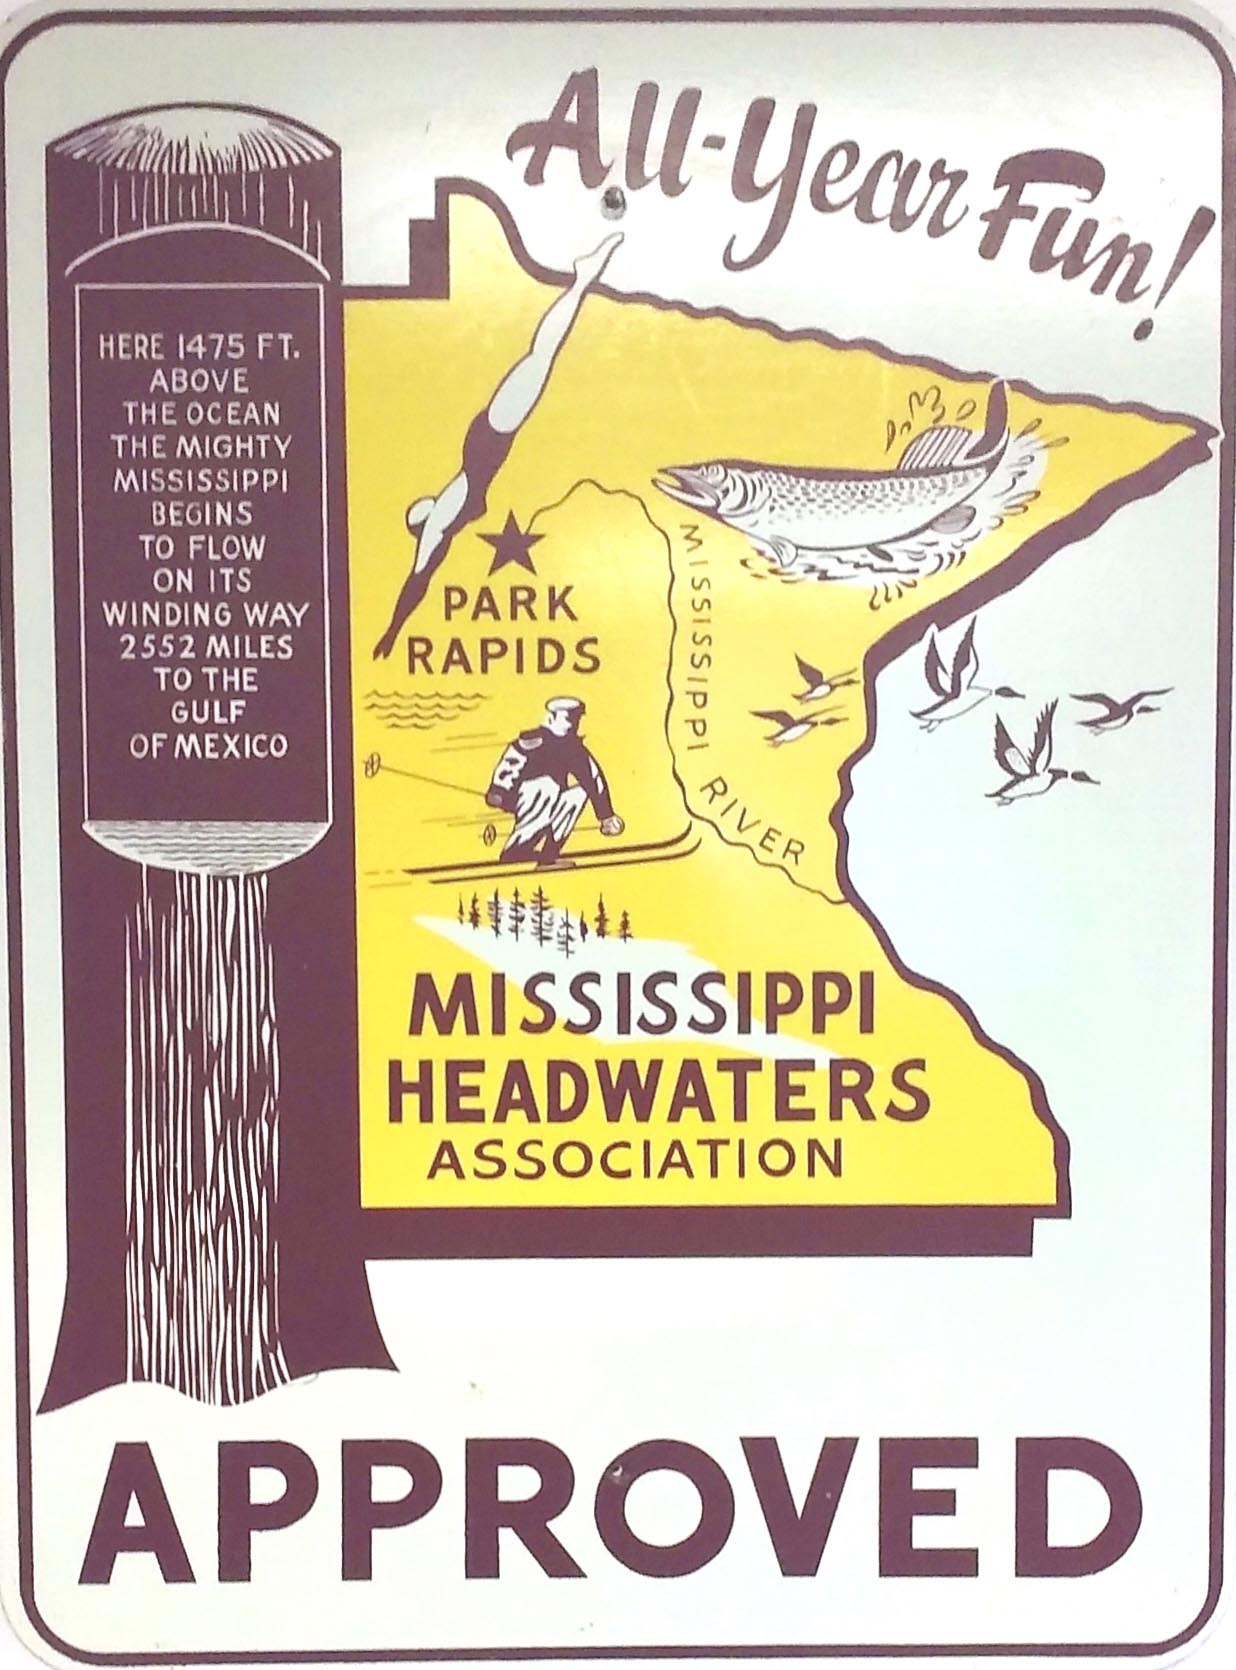 All-Year Fun!
HERE 1475 FT.
ABOVE
THE OCEAN
THE MIGHTY
MISSISSIPPI
BEGINS
TO FLOW
ON ITS
WINDING WAY
2552 MILES
TO THE
GULF
OF MEXICO
PARK
RAPIDS
MISSISSIPPI RIVER
MISSISSIPPI
HEADWATERS
ASSOCIATION
APPROVED